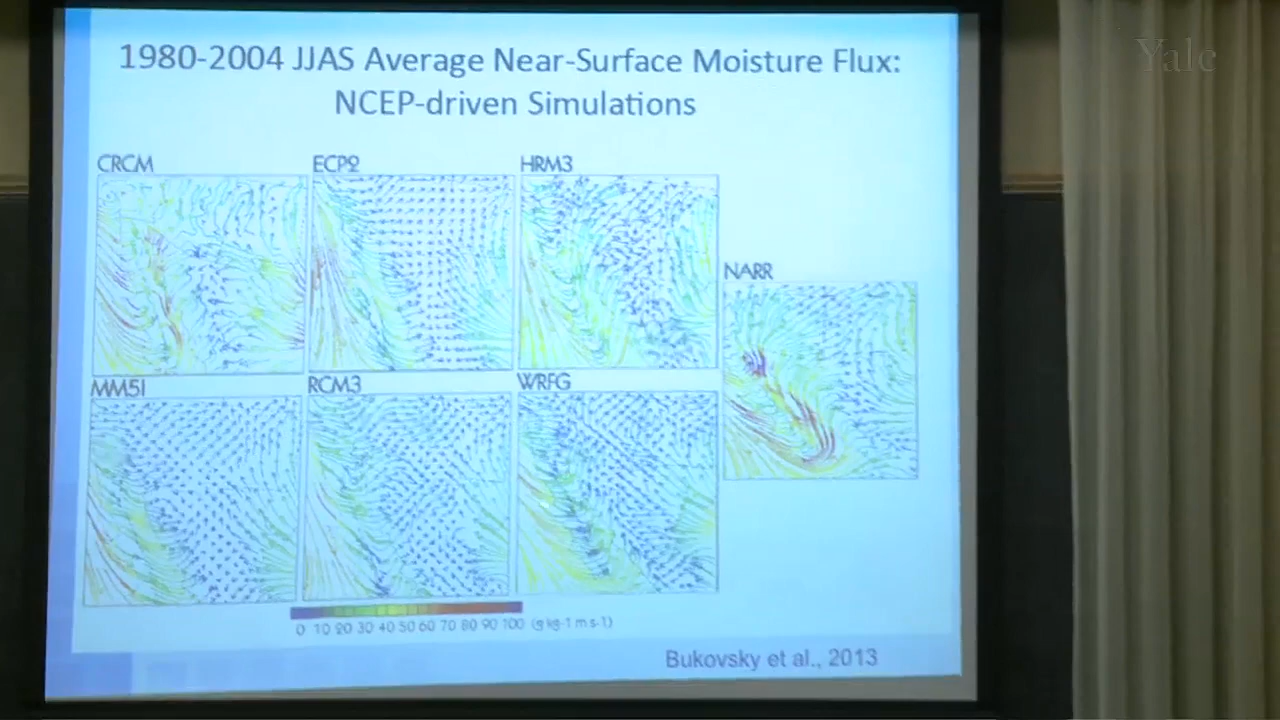 Yale
1980-2004 JJAS Average Near-Surface Moisture Flux:
NCEP-driven Simulations
CRCM
ECP2
HRM3
NARR
MM5I
RCM3
WRFG
0 10 20 30 40 50 60 70 80 90 100 (g kg-1 m s-1)
Bukovsky et al., 2013